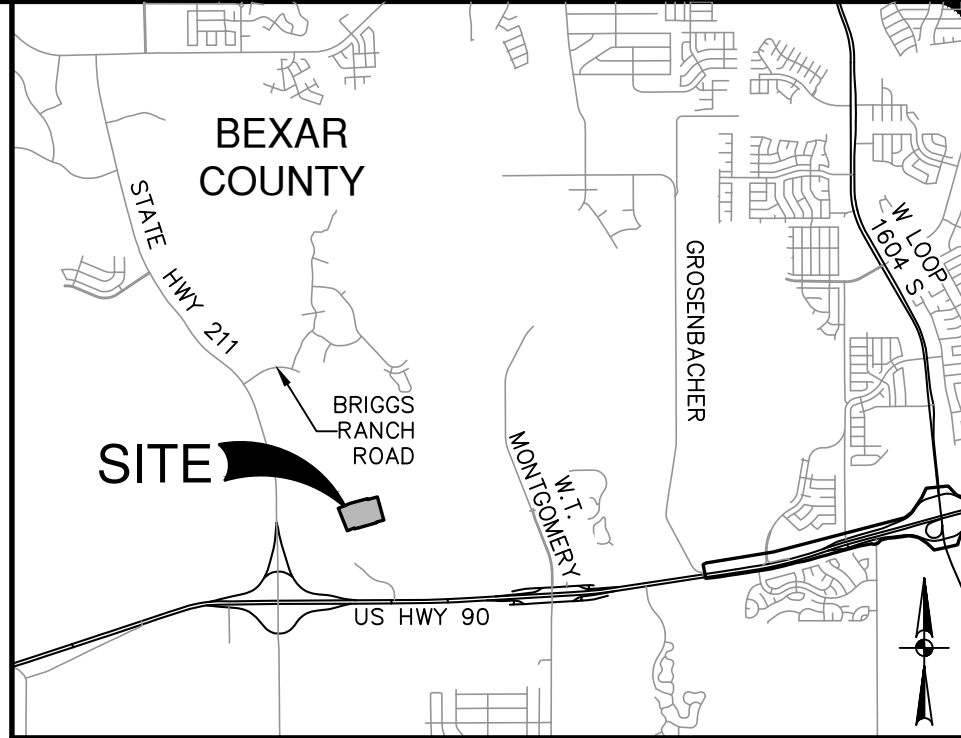 BEXAR
COUNTY
STATE HWY 211
W LOOP
1604 S
GROSENBACHER
BRIGGS
RANCH
ROAD
SITE
W.T.
MONTGOMERY
US HWY 90